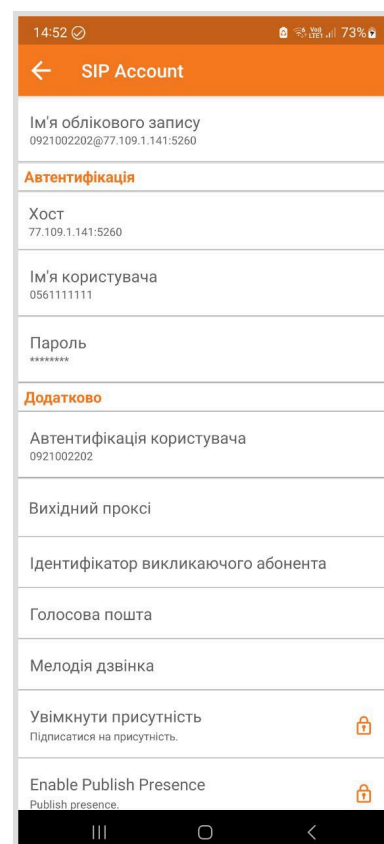 14:52 73%
SIP Account
Ім'я облікового запису
0921002202@77.109.1.141:5260
Автентифікація
Хост
77.109.1.141:5260
Ім'я користувача
0561111111
Пароль
********
Додатково
Автентифікація користувача
0921002202
Вихідний проксі
Ідентифікатор викликаючого абонента
Голосова пошта
Мелодія дзвінка
Увімкнути присутність
Підписатися на присутність.
Enable Publish Presence
Publish presence.